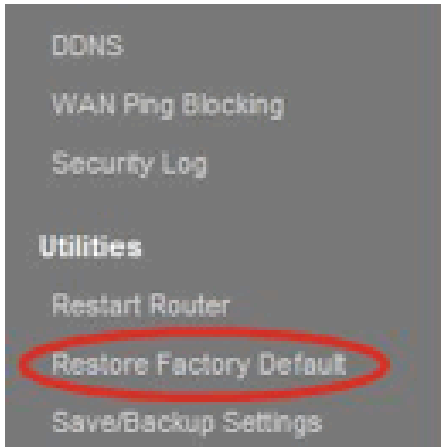 DDNS
WAN Ping Blocking
Security Log
Utilities
Restart Router
Restore Factory Default
Save/Backup Settings